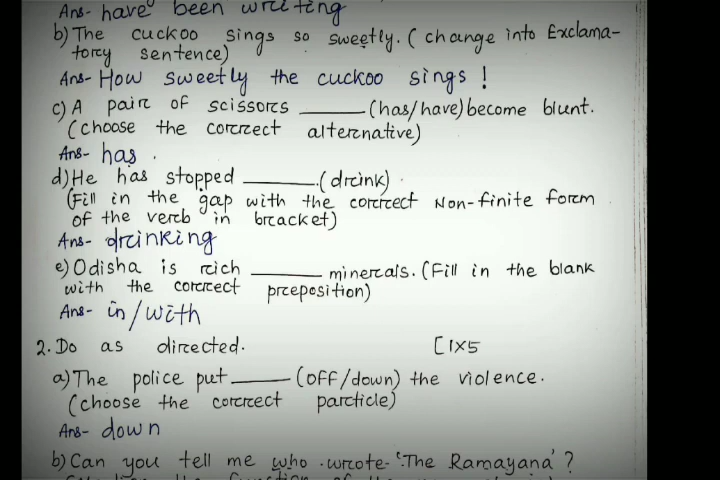 Ans- have been writing
b) The cuckoo sings so sweetly. (change into Exclama-
tory sentence)
Ans- How sweetly the cuckoo sings !
c) A pair of scissors ______ (has/have) become blunt.
(choose the correct alternative)
Ans- has .
d) He has stopped ______. (drink)
(Fill in the gap with the correct Non-finite form
of the verb in bracket)
Ans- drinking
e) Odisha is rich ______ minerals. (Fill in the blank
with the correct preposition)
Ans- in/with
2. Do as directed. [1x5
a) The police put ______ (off/down) the violence.
(choose the correct particle)
Ans- down
b) Can you tell me who wrote 'The Ramayana' ?